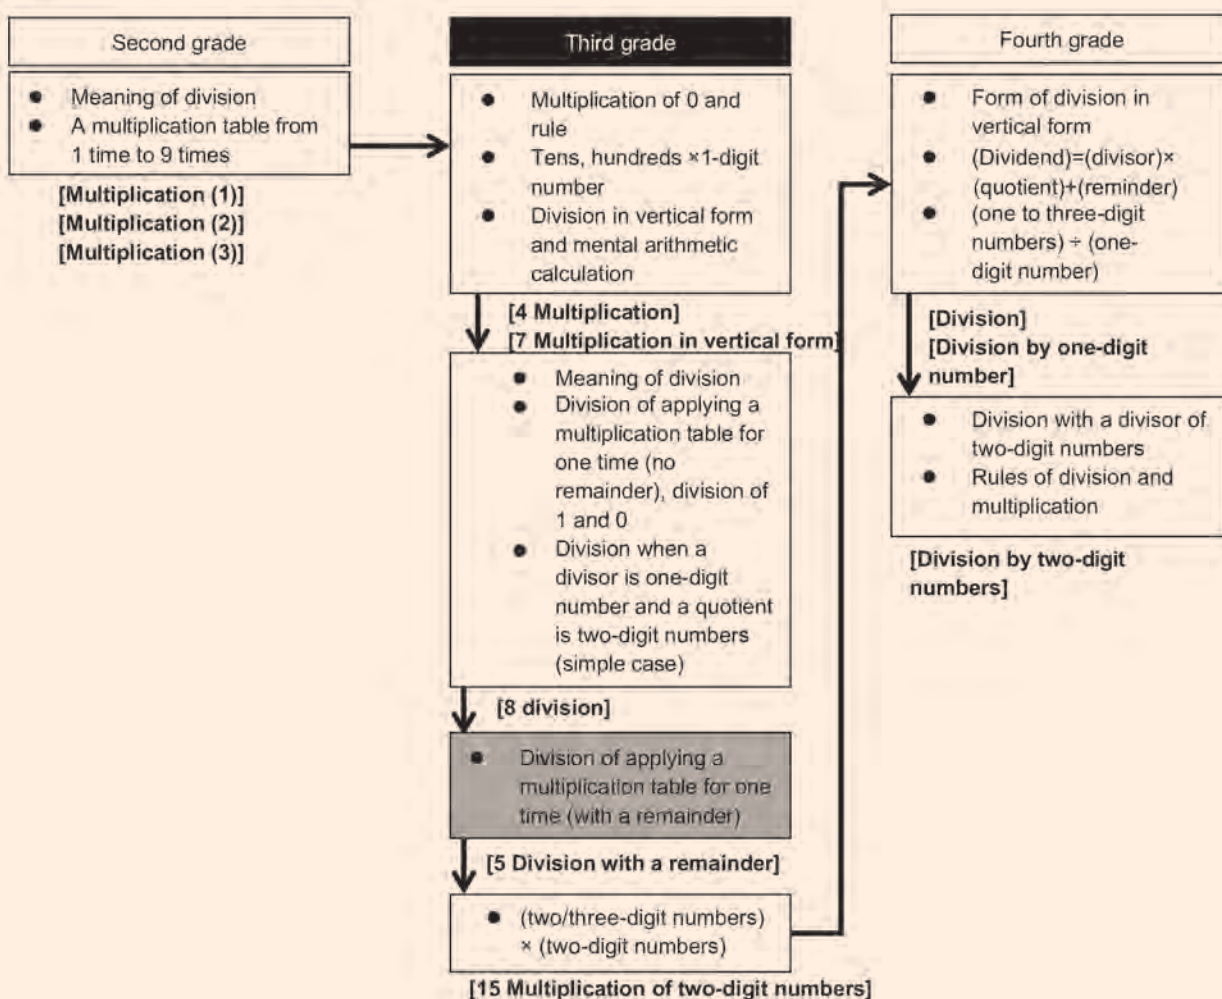 Second grade
● Meaning of division
● A multiplication table from
1 time to 9 times
[Multiplication (1)]
[Multiplication (2)]
[Multiplication (3)]
Third grade
● Multiplication of 0 and
rule
● Tens, hundreds ×1-digit
number
● Division in vertical form
and mental arithmetic
calculation
[4 Multiplication]
[7 Multiplication in vertical form]
● Meaning of division
● Division of applying a
multiplication table for
one time (no
remainder), division of
1 and 0
● Division when a
divisor is one-digit
number and a quotient
is two-digit numbers
(simple case)
[8 division]
● Division of applying a
multiplication table for one
time (with a remainder)
[5 Division with a remainder]
● (two/three-digit numbers)
× (two-digit numbers)
[15 Multiplication of two-digit numbers]
Fourth grade
● Form of division in
vertical form
● (Dividend)=(divisor)×
(quotient)+(reminder)
● (one to three-digit
numbers) ÷ (one-
digit number)
[Division]
[Division by one-digit
number]
● Division with a divisor of
two-digit numbers
● Rules of division and
multiplication
[Division by two-digit
numbers]